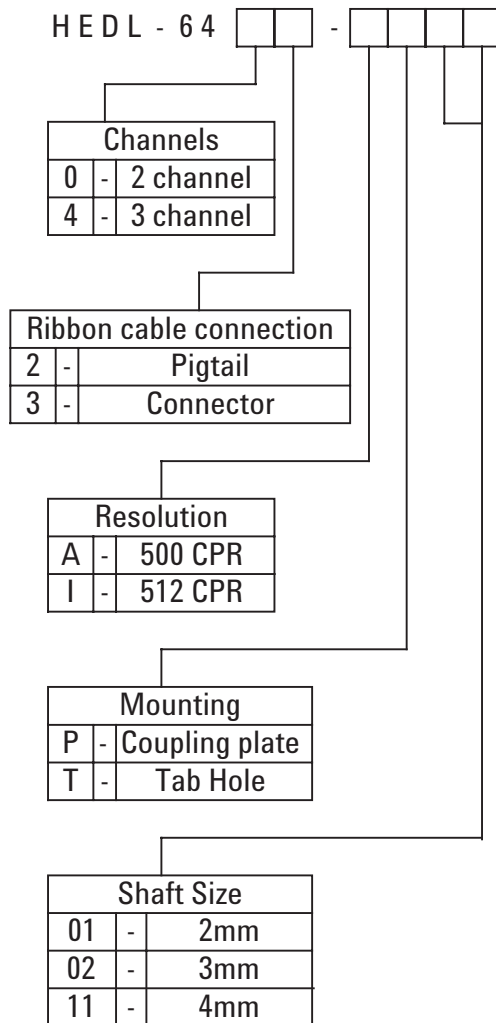 HEDL - 64 -
Channels
0 - 2 channel
4 - 3 channel
Ribbon cable connection
2 - Pigtail
3 - Connector
Resolution
A - 500 CPR
I - 512 CPR
Mounting
P - Coupling plate
T - Tab Hole
Shaft Size
01 - 2mm
02 - 3mm
11 - 4mm